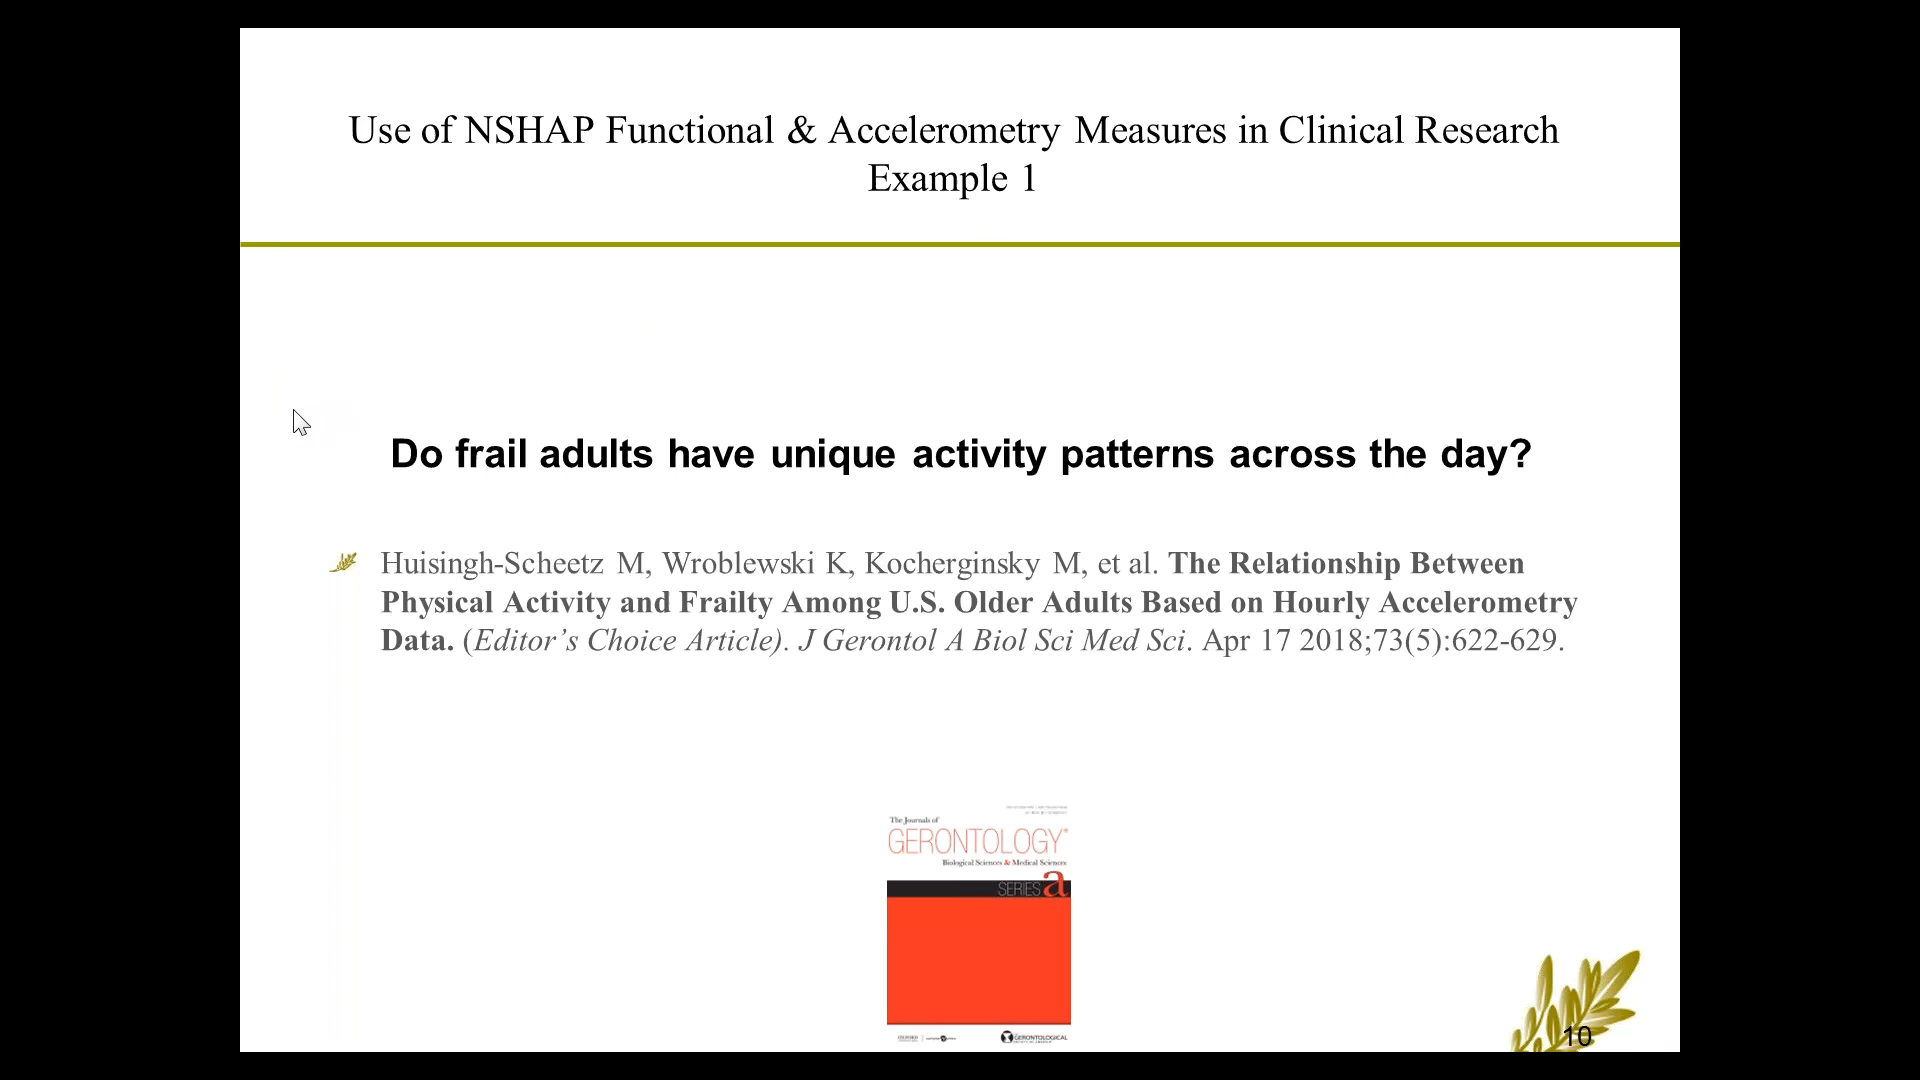 Use of NSHAP Functional & Accelerometry Measures in Clinical Research
Example 1
Do frail adults have unique activity patterns across the day?
Huisingh-Scheetz M, Wroblewski K, Kocherginsky M, et al. The Relationship Between
Physical Activity and Frailty Among U.S. Older Adults Based on Hourly Accelerometry
Data. (Editor’s Choice Article). J Gerontol A Biol Sci Med Sci. Apr 17 2018;73(5):622-629.
The Journals of
GERONTOLOGY®
Biological Sciences & Medical Sciences
SERIES a
GERONTOLOGICAL
10